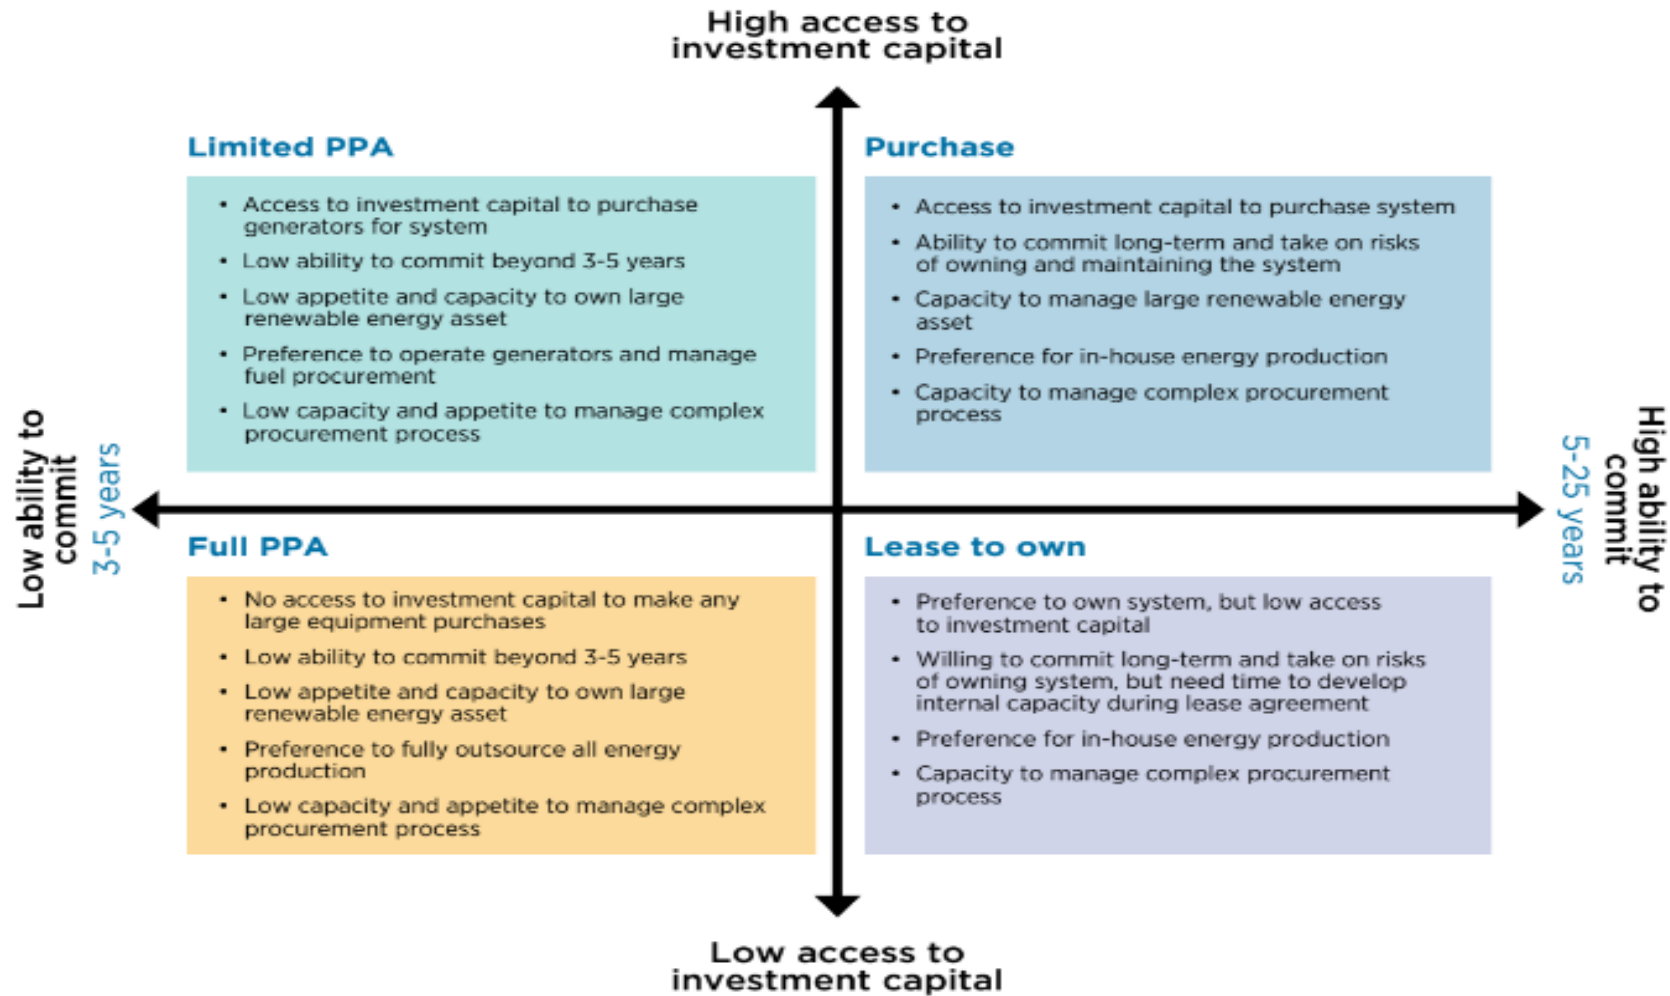 High access to
investment capital
Limited PPA
• Access to investment capital to purchase
generators for system
• Low ability to commit beyond 3-5 years
• Low appetite and capacity to own large
renewable energy asset
• Preference to operate generators and manage
fuel procurement
• Low capacity and appetite to manage complex
procurement process
Purchase
• Access to investment capital to purchase system
• Ability to commit long-term and take on risks
of owning and maintaining the system
• Capacity to manage large renewable energy
asset
• Preference for in-house energy production
• Capacity to manage complex procurement
process
Low ability to
commit
3-5 years
High ability to
commit
5-25 years
Full PPA
• No access to investment capital to make any
large equipment purchases
• Low ability to commit beyond 3-5 years
• Low appetite and capacity to own large
renewable energy asset
• Preference to fully outsource all energy
production
• Low capacity and appetite to manage complex
procurement process
Lease to own
• Preference to own system, but low access
to investment capital
• Willing to commit long-term and take on risks
of owning system, but need time to develop
internal capacity during lease agreement
• Preference for in-house energy production
• Capacity to manage complex procurement
process
Low access to
investment capital